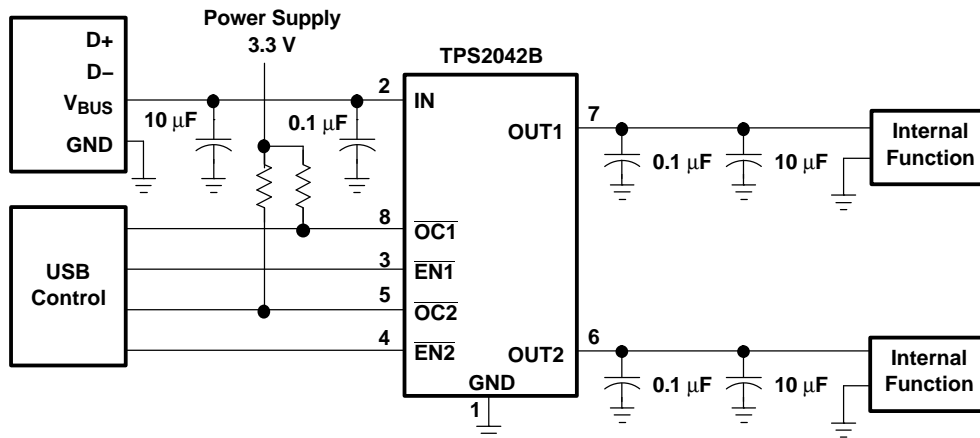 Power Supply
3.3 V
D+
D−
VBUS
GND
10 μF
0.1 μF
TPS2042B
2
IN
7
OUT1
0.1 μF
10 μF
Internal
Function
USB
Control
8
OC1
3
EN1
5
OC2
4
EN2
6
OUT2
GND
1
0.1 μF
10 μF
Internal
Function